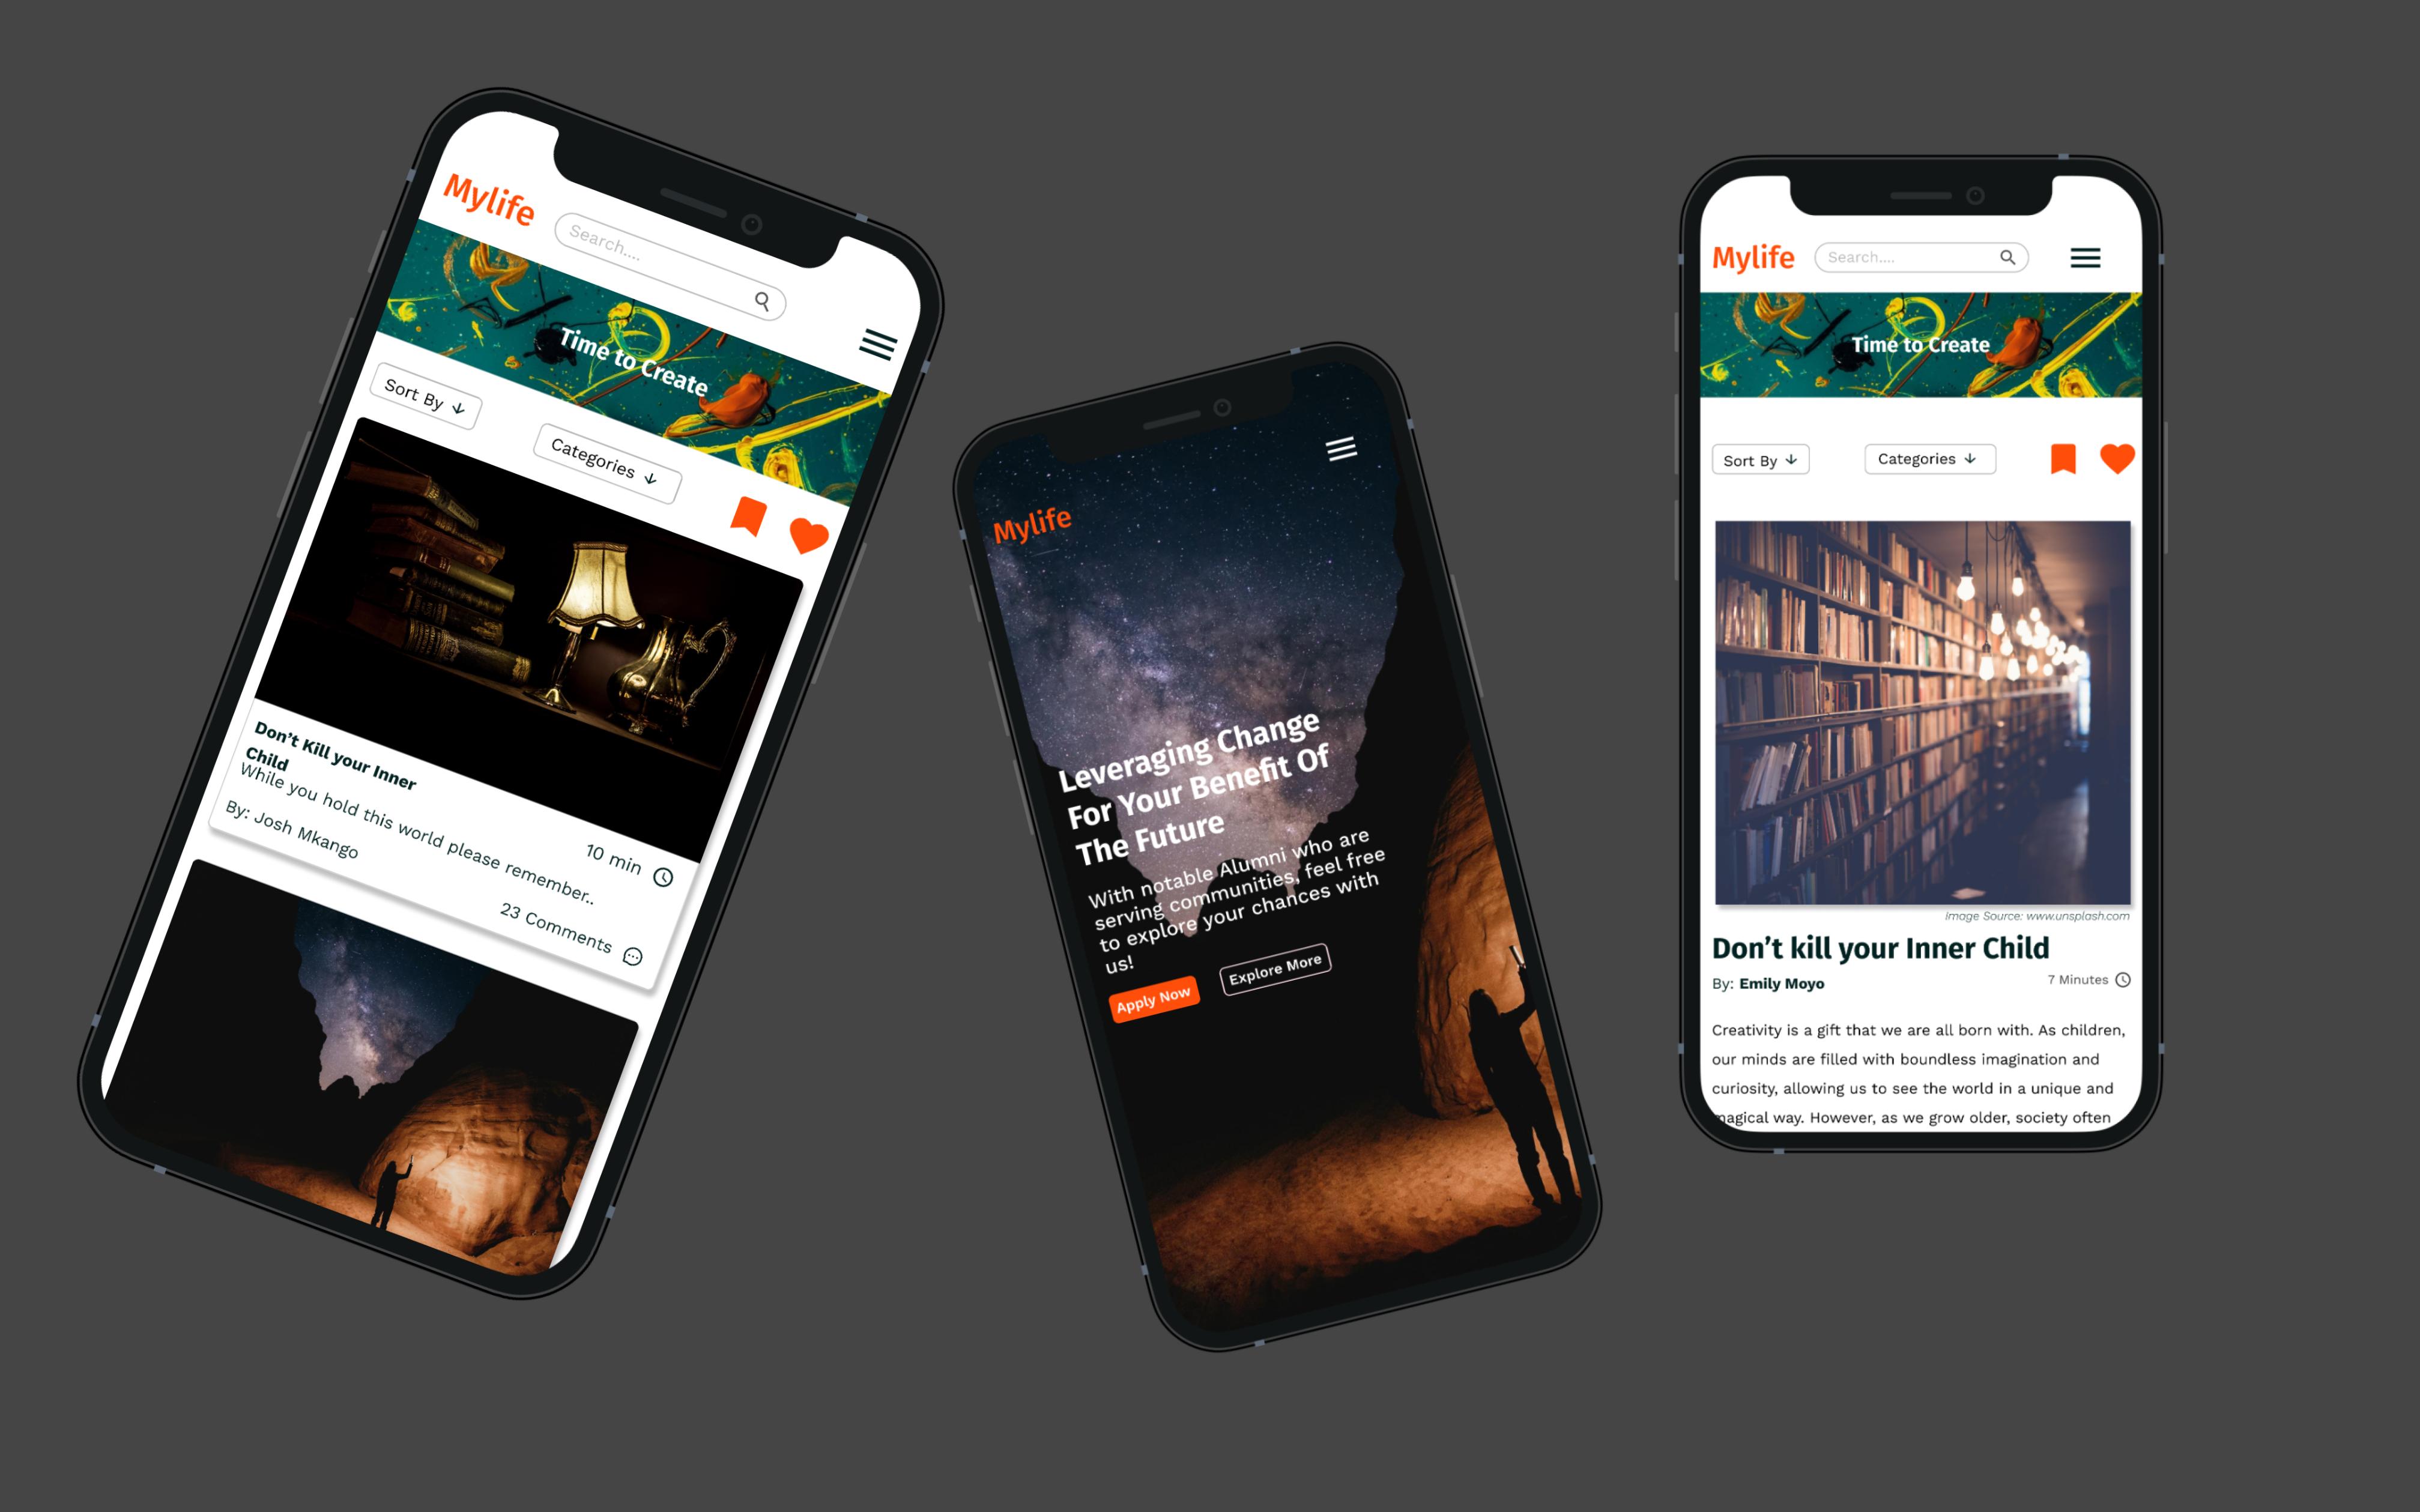 Mylife
Search....
Time to Create
Sort By
Categories
Don't Kill your Inner
Child
10 min
While you hold this world please remember..
By: Josh Mkango
23 Comments
Mylife
Leveraging Change
For Your Benefit Of
The Future
With notable Alumni who are
serving communities, feel free
to explore your chances with
us!
Apply Now
Explore More
Mylife
Search....
Time to Create
Sort By
Categories
Image Source: www.unsplash.com
Don't kill your Inner Child
By: Emily Moyo
7 Minutes
Creativity is a gift that we are all born with. As children,
our minds are filled with boundless imagination and
curiosity, allowing us to see the world in a unique and
magical way. However, as we grow older, society often